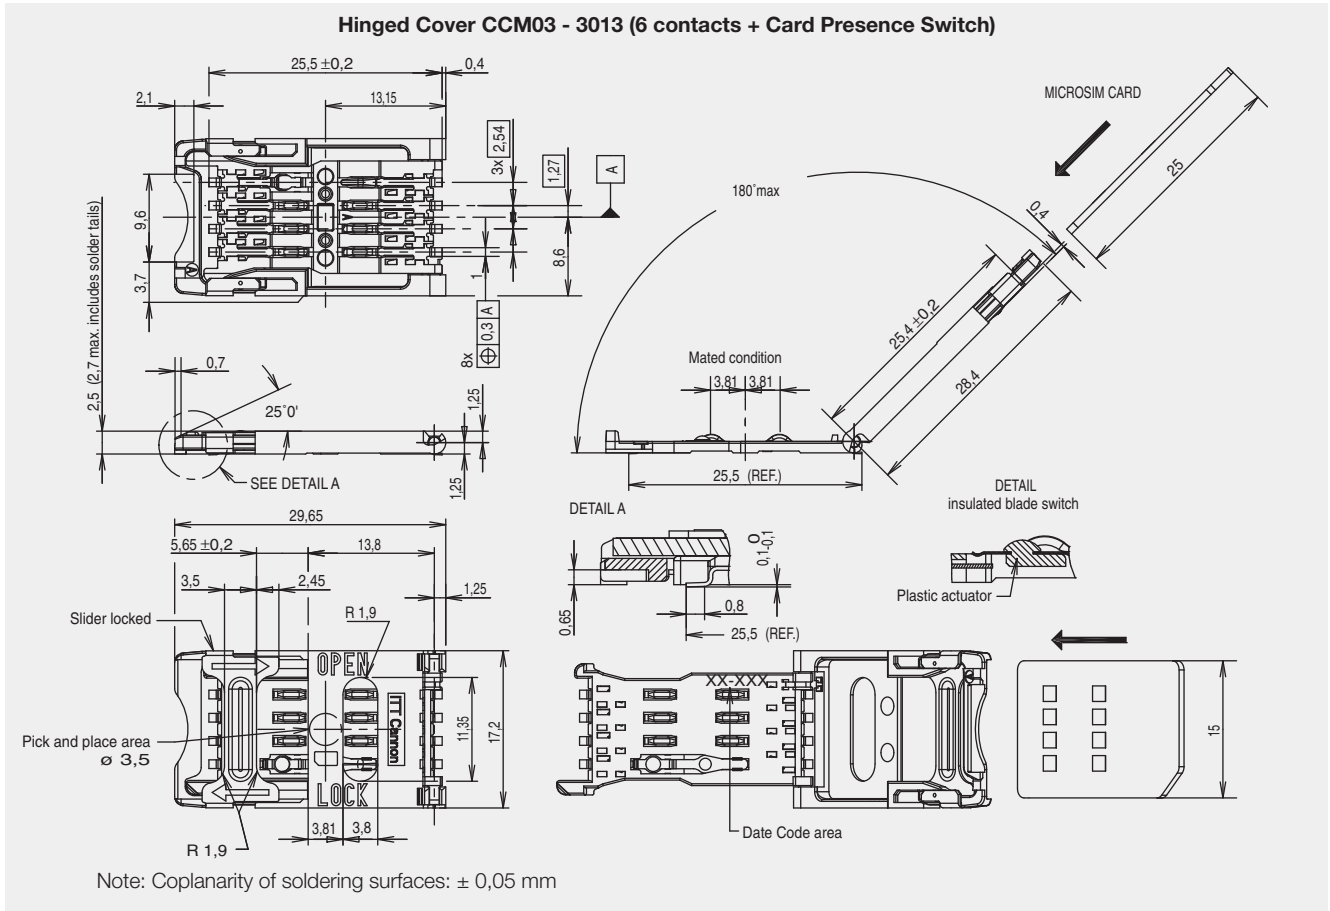 Hinged Cover CCM03 - 3013 (6 contacts + Card Presence Switch)
25,5 ±0,2
0,4
2,1
13,15
3x 2,54
1,27
A
9,6
3,7
8,6
1
8x ⌖ 0,3 A
A
A
MICROSIM CARD
25
180˚max
0.4
25,4 ±0,2
28,4
Mated condition
3,81
3,81
25,5 (REF.)
2,5 (2,7 max. includes solder tails)
0,7
25˚0'
1,25
1,25
SEE DETAIL A
29,65
5,65 ±0,2
13,8
3,5
2,45
1,25
Slider locked
R 1,9
OPEN
ITT Cannon
11,35
17,2
Pick and place area
ø 3,5
LOCK
3,81
3,8
R 1,9
DETAIL A
0
0,1-0,1
0,65
0,8
25,5 (REF.)
DETAIL
insulated blade switch
Plastic actuator
XX-XXX
Date Code area
15
Note: Coplanarity of soldering surfaces: ± 0,05 mm